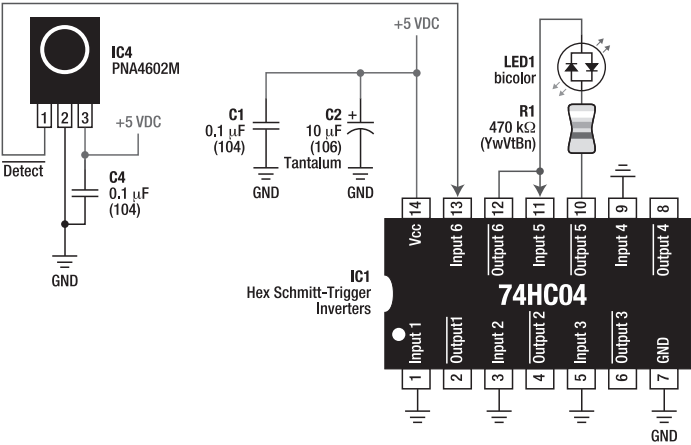 +5 VDC
IC4
PNA4602M
1
2
3
+5 VDC
Detect
C4
0.1 µF
(104)
GND
C1
0.1 µF
(104)
GND
C2
+
10 µF
(106)
Tantalum
GND
LED1
bicolor
R1
470 kΩ
(YwVtBn)
14
13
12
11
10
9
8
Vcc
Input 6
Output 6
Input 5
Output 5
Input 4
Output 4
IC1
Hex Schmitt-Trigger
Inverters
74HC04
Input 1
Output1
Input 2
Output 2
Input 3
Output 3
GND
1
2
3
4
5
6
7
GND